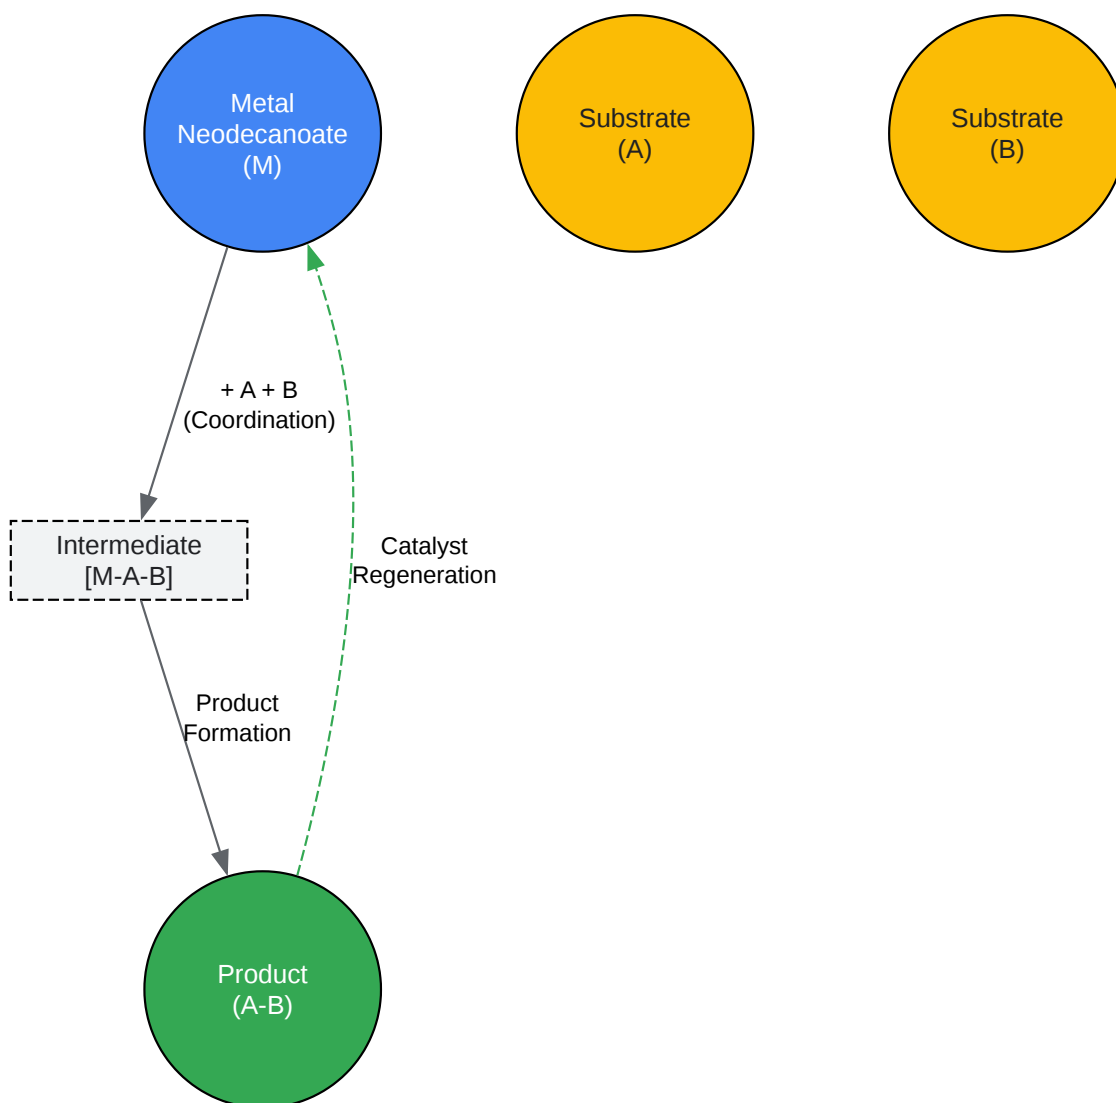 Metal
Neodecanoate
(M)
Substrate
(A)
Substrate
(B)
+ A + B
(Coordination)
Intermediate
[M-A-B]
Catalyst
Regeneration
Product
Formation
Product
(A-B)